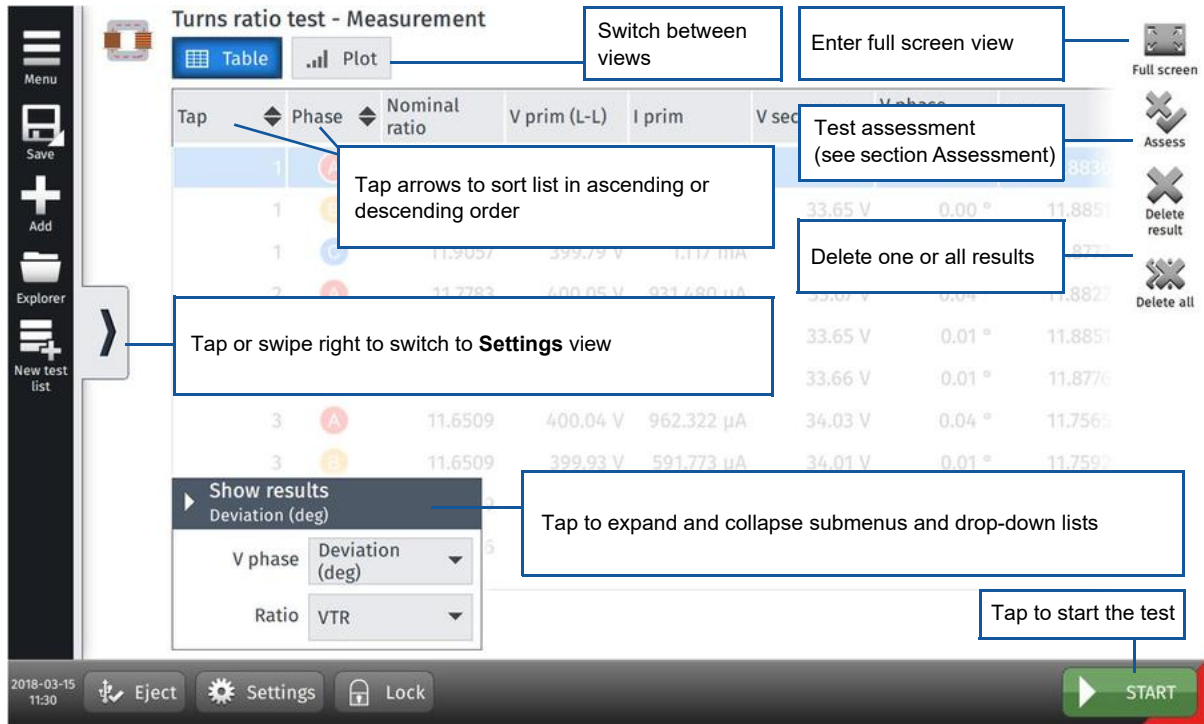 Turns ratio test - Measurement
Table
Plot
Switch between
views
Enter full screen view
Full screen
Menu
Save
Add
Explorer
New test
list
Tap
Phase
Nominal
ratio
V prim (L-L)
I prim
V sec
V phase
Test assessment
(see section Assessment)
Assess
Tap arrows to sort list in ascending or
descending order
1
1
33.65 V
0.00 °
11.8851
Delete
result
1
C
11.9057
399.79 V
1.117 mA
Delete one or all results
Delete all
2
A
11.7783
400.05 V
931.480 µA
33.67 V
0.04
11.8827
Tap or swipe right to switch to Settings view
33.65 V
0.01 °
11.8851
33.66 V
0.01 °
11.8776
3
A
11.6509
400.04 V
962.322 µA
34.03 V
0.04 °
11.7565
3
B
11.6509
399.93 V
591.773 µA
34.01 V
0.01 °
11.7592
Show results
Deviation (deg)
Tap to expand and collapse submenus and drop-down lists
V phase
Deviation
(deg)
Ratio
VTR
Tap to start the test
2018-03-15
11:30
Eject
Settings
Lock
START